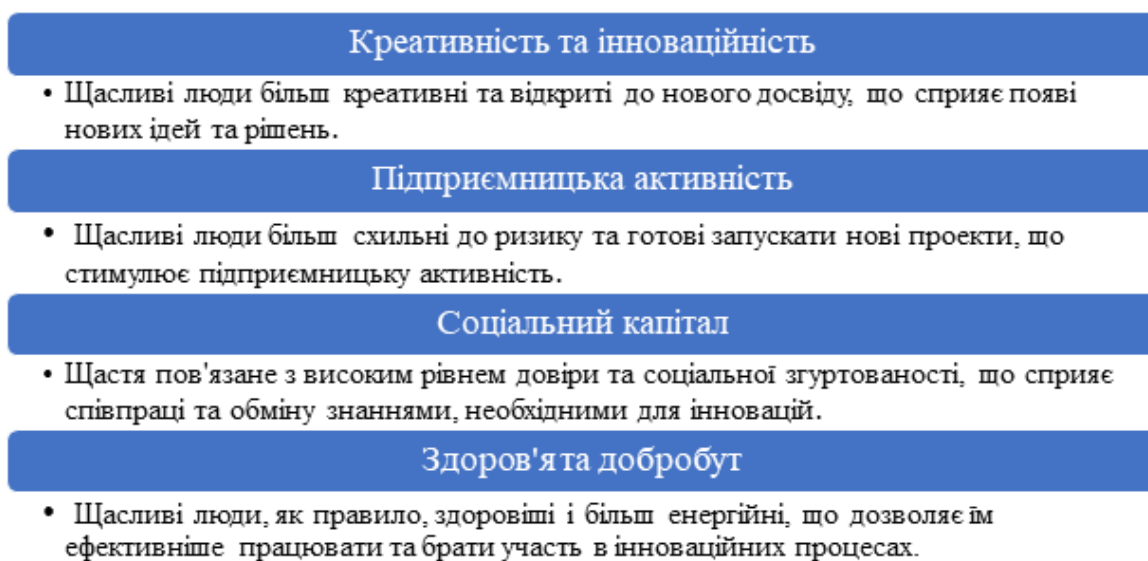 Креативність та інноваційність
• Щасливі люди більш креативні та відкриті до нового досвіду, що сприяє появі
нових ідей та рішень.
Підприємницька активність
• Щасливі люди більш схильні до ризику та готові запускати нові проекти, що
стимулює підприємницьку активність.
Соціальний капітал
• Щастя пов'язане з високим рівнем довіри та соціальної згуртованості, що сприяє
співпраці та обміну знаннями, необхідними для інновацій.
Здоров'я та добробут
• Щасливі люди, як правило, здоровіші і більш енергійні, що дозволяє їм
ефективніше працювати та брати участь в інноваційних процесах.